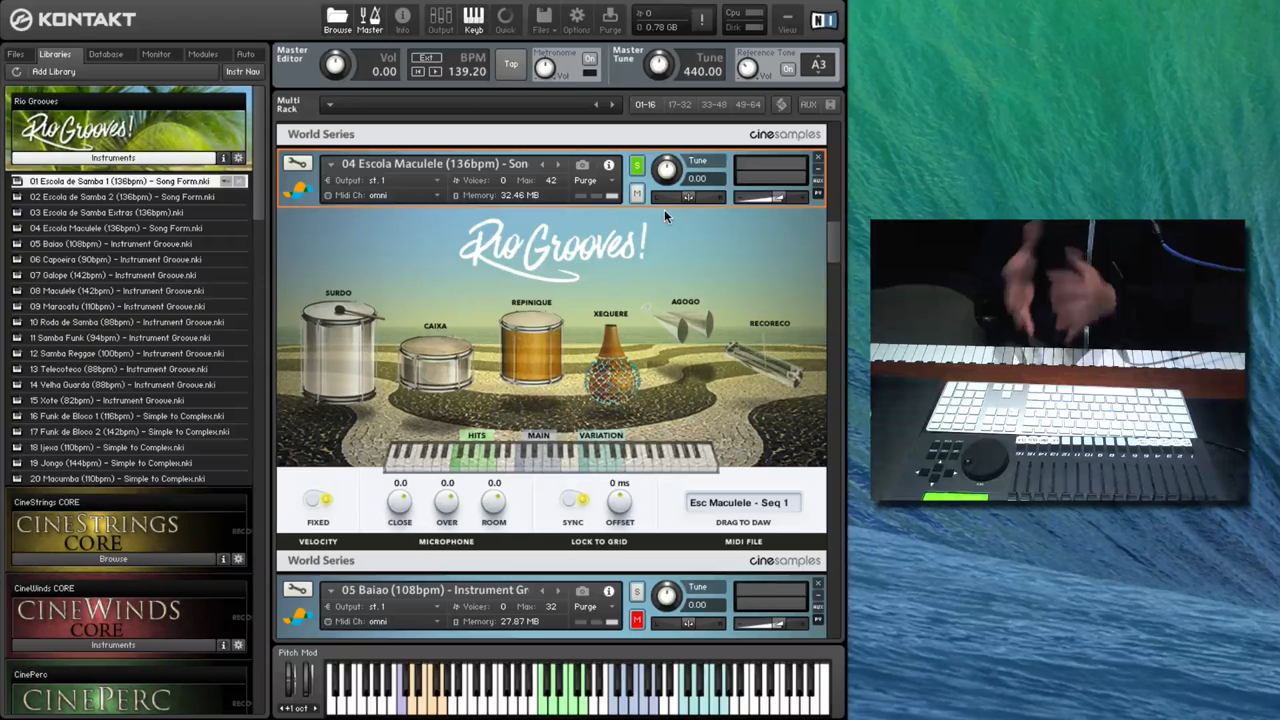 KONTAKT
Browse Master Info Output Keyb Quick Files Options Purge View
0
0.78 GB
!
Cpu
Disk
Files Libraries Database Monitor Modules Auto
Add Library
Instr Nav
Master Editor
Vol 0.00
Ext
BPM 139.20
Tap
Metronome On
Vol
Master Tune
Tune 440.00
Reference Tone On
A3
Multi Rack
01-16 17-32 33-48 49-64
AUX
Rio Grooves
Rio Grooves!
Instruments
01 Escola de Samba 1 (136bpm) - Song Form.nki
02 Escola de Samba 2 (136bpm) - Song Form.nki
03 Escola de Samba Extras (136bpm).nki
04 Escola Maculele (136bpm) - Song Form.nki
05 Baiao (108bpm) - Instrument Groove.nki
06 Capoeira (90bpm) - Instrument Groove.nki
07 Galope (142bpm) - Instrument Groove.nki
08 Maculele (142bpm) - Instrument Groove.nki
09 Maracatu (110bpm) - Instrument Groove.nki
10 Roda de Samba (88bpm) - Instrument Groove.nki
11 Samba Funk (94bpm) - Instrument Groove.nki
12 Samba Reggae (100bpm) - Instrument Groove.nki
13 Telecoteco (88bpm) - Instrument Groove.nki
14 Velha Guarda (88bpm) - Instrument Groove.nki
15 Xote (82bpm) - Instrument Groove.nki
16 Funk de Bloco 1 (116bpm) - Simple to Complex.nki
17 Funk de Bloco 2 (142bpm) - Simple to Complex.nki
18 Ijexa (110bpm) - Simple to Complex.nki
19 Jongo (144bpm) - Simple to Complex.nki
20 Macumba (110bpm) - Simple to Complex.nki
CineStrings CORE
CINESTRINGS
CORE
Browse
CineWinds CORE
CINEWINDS
CORE
Instruments
CinePerc
CINEPERC
World Series
cinesamples
04 Escola Maculele (136bpm) - Son
Output: st. 1
Voices: 0 Max: 42
Purge
Midi Ch: omni
Memory: 32.46 MB
S
M
Tune
0.00
L R
AUX
PV
Rio Grooves!
SURDO
CAIXA
REPINIQUE
XEQUERE
AGOGO
RECORECO
HITS MAIN VARIATION
0.0 0.0 0.0 0 ms
FIXED CLOSE OVER ROOM SYNC OFFSET
Esc Maculele - Seq 1
DRAG TO DAW
VELOCITY MICROPHONE LOCK TO GRID MIDI FILE
World Series
cinesamples
05 Baiao (108bpm) - Instrument Gr
Output: st. 1
Voices: 0 Max: 32
Purge
Midi Ch: omni
Memory: 27.87 MB
S
M
Tune
0.00
L R
AUX
PV
Pitch Mod
+1 oct